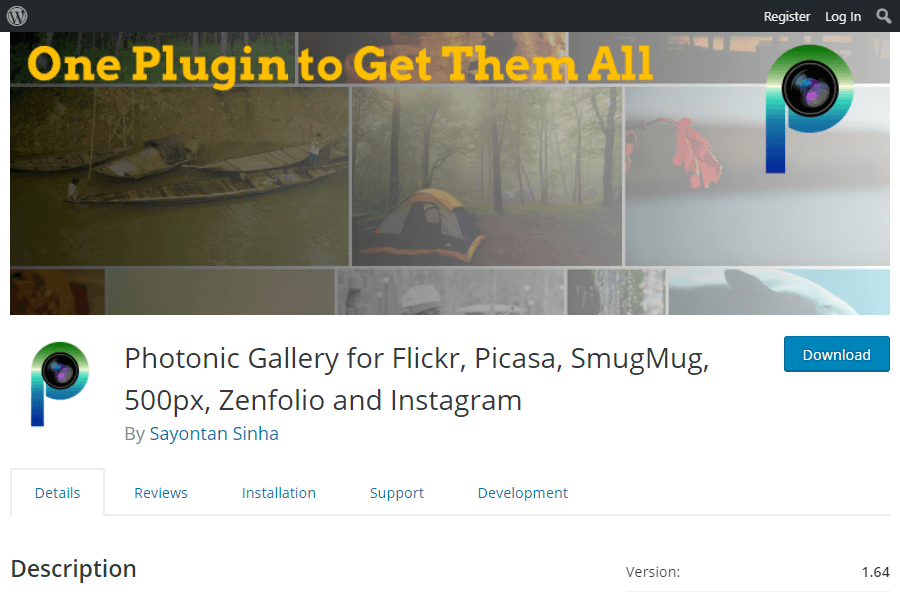 Register Log In
One Plugin to Get Them All
Download
Photonic Gallery for Flickr, Picasa, SmugMug,
500px, Zenfolio and Instagram
By Sayontan Sinha
Details Reviews Installation Support Development
Description
Version: 1.64